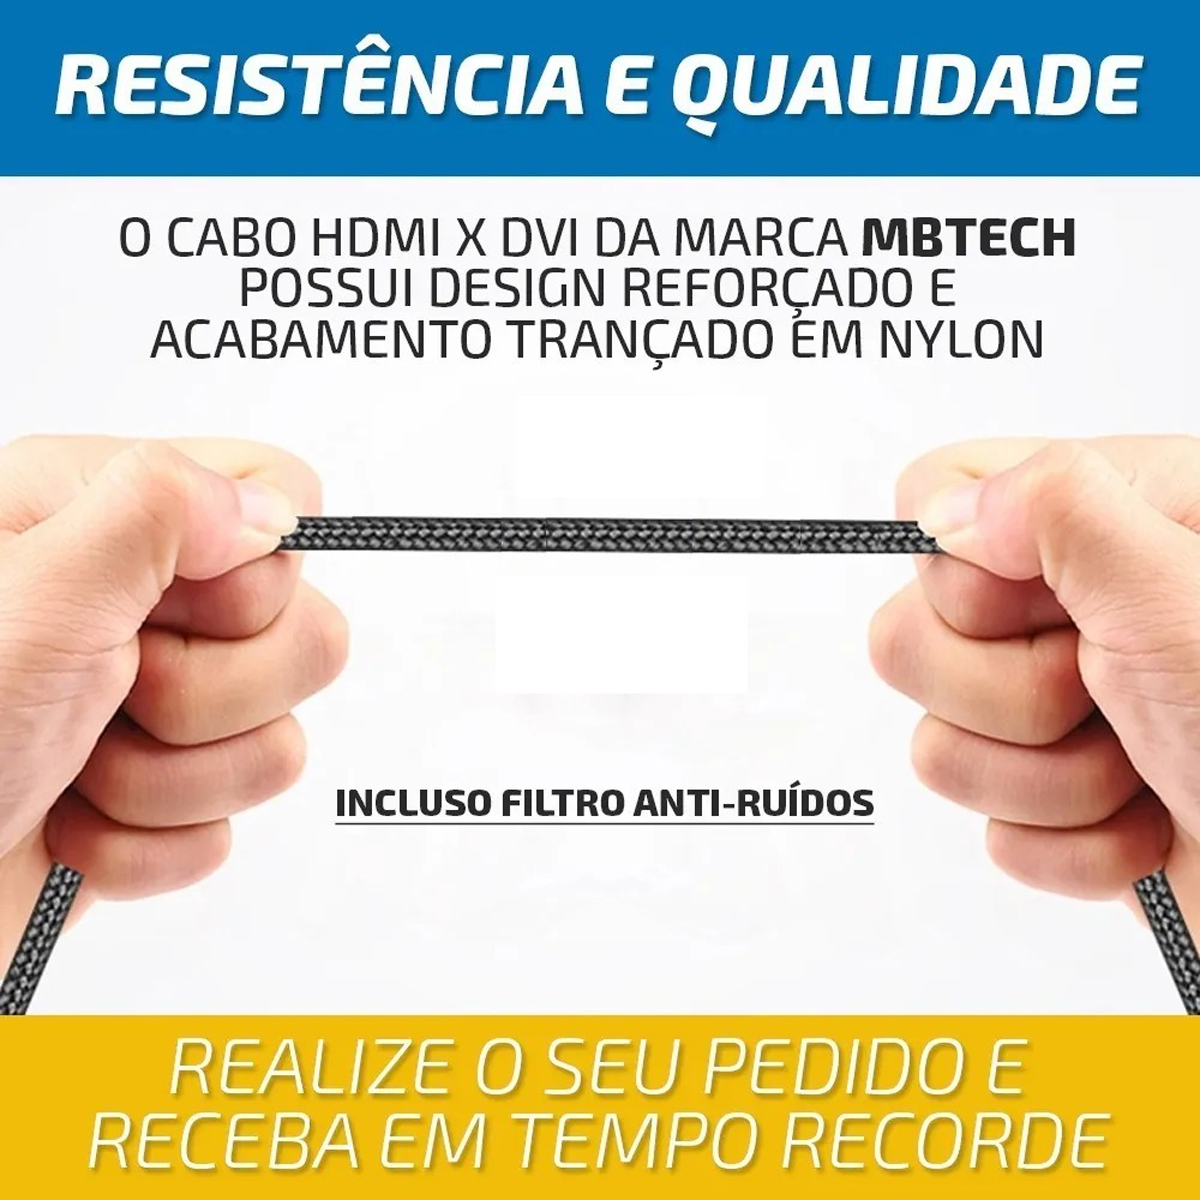 RESISTÊNCIA E QUALIDADE
O CABO HDMI X DVI DA MARCA MBTECH
POSSUI DESIGN REFORÇADO E
ACABAMENTO TRANÇADO EM NYLON
INCLUSO FILTRO ANTI-RUÍDOS
REALIZE O SEU PEDIDO E
RECEBA EM TEMPO RECORDE